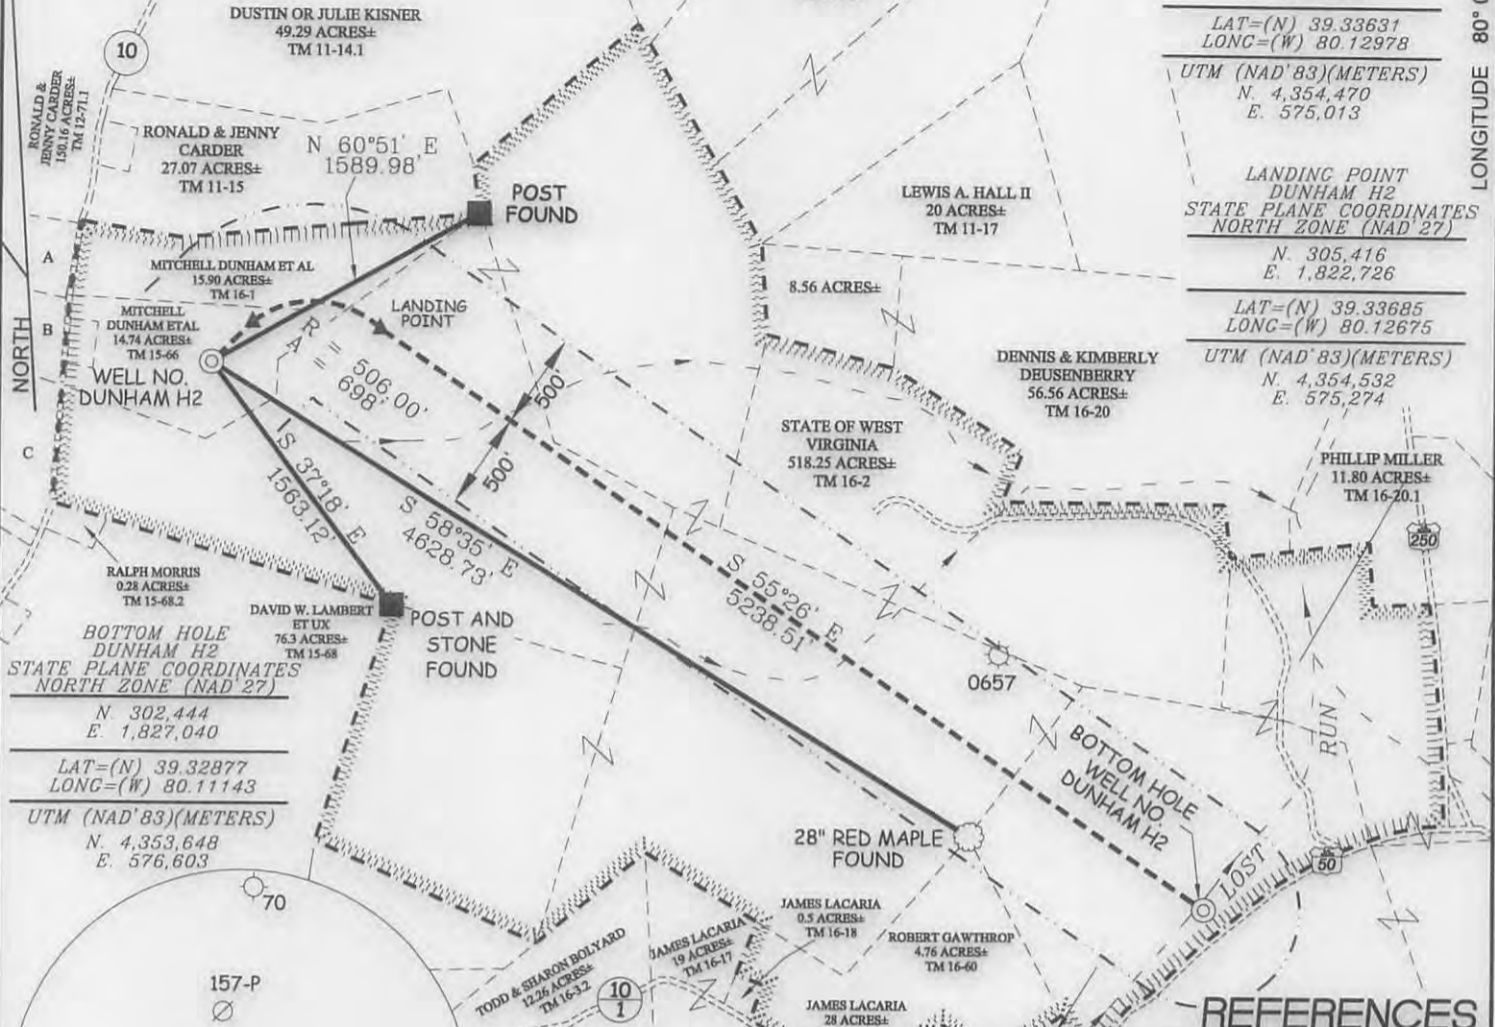 DUSTIN OR JULIE KISNER
49.29 ACRES±
TM 11-14.1
10
RONALD &
JENNY CARDER
150.16 ACRES±
TM 12-71.1
RONALD & JENNY
CARDER
27.07 ACRES±
TM 11-15
N 60°51' E
1589.98'
POST
FOUND
LEWIS A. HALL II
20 ACRES±
TM 11-17
LAT=(N) 39.33631
LONG=(W) 80.12978
UTM (NAD'83)(METERS)
N. 4,354,470
E. 575,013
LONGITUDE 80°
LANDING POINT
DUNHAM H2
STATE PLANE COORDINATES
NORTH ZONE (NAD'27)
N. 305,416
E. 1,822,726
LAT=(N) 39.33685
LONG=(W) 80.12675
UTM (NAD'83)(METERS)
N. 4,354,532
E. 575,274
A
B
C
NORTH
MITCHELL DUNHAM ET AL
15.90 ACRES±
TM 16-1
MITCHELL
DUNHAM ETAL
14.74 ACRES±
TM 15-66
WELL NO.
DUNHAM H2
LANDING
POINT
R = 506.00'
A = 698'
500'
500'
8.56 ACRES±
DENNIS & KIMBERLY
DEUSENBERRY
56.56 ACRES±
TM 16-20
STATE OF WEST
VIRGINIA
518.25 ACRES±
TM 16-2
PHILLIP MILLER
11.80 ACRES±
TM 16-20.1
250
S 37°18' E
1563.12'
S 58°35' E
4628.73'
S 55°26' E
5238.51'
RALPH MORRIS
0.28 ACRES±
TM 15-68.2
DAVID W. LAMBERT
ET UX
76.3 ACRES±
TM 15-68
POST AND
STONE
FOUND
BOTTOM HOLE
DUNHAM H2
STATE PLANE COORDINATES
NORTH ZONE (NAD'27)
N. 302,444
E. 1,827,040
LAT=(N) 39.32877
LONG=(W) 80.11143
UTM (NAD'83)(METERS)
N. 4,353,648
E. 576,603
0657
BOTTOM HOLE
WELL NO.
DUNHAM H2
RUN
LOST
50
28" RED MAPLE
FOUND
70
157-P
TODD & SHARON BOLYARD
12.26 ACRES±
TM 16-3.2
JAMES LACARIA
19 ACRES±
TM 16-17
JAMES LACARIA
0.5 ACRES±
TM 16-18
ROBERT GAWTHROP
4.76 ACRES±
TM 16-60
10
1
JAMES LACARIA
28 ACRES±
REFERENCES